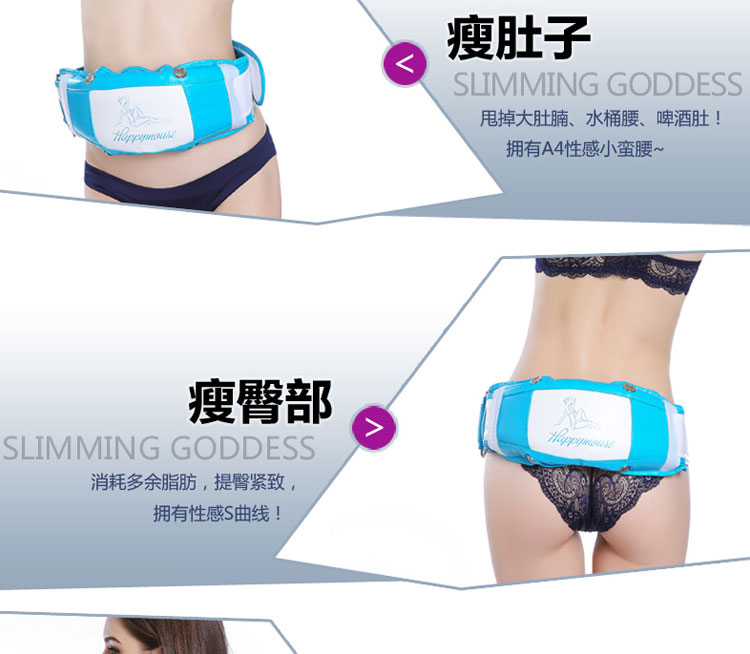 瘦肚子
SLIMMING GODDESS
甩掉大肚腩、水桶腰、啤酒肚！
拥有A4性感小蛮腰~
Happymouse
瘦臀部
SLIMMING GODDESS
消耗多余脂肪，提臀紧致，
拥有性感S曲线！
Happymouse